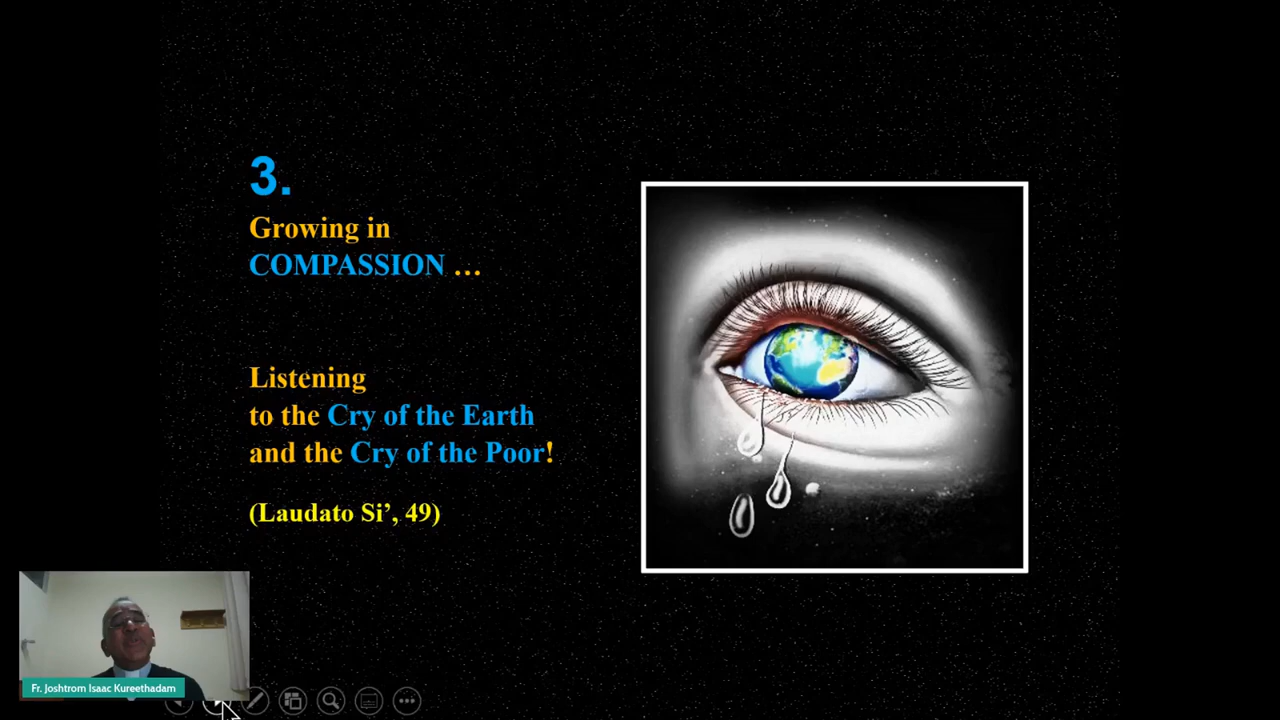 3.
Growing in
COMPASSION …
Listening
to the Cry of the Earth
and the Cry of the Poor!
(Laudato Si’, 49)
Fr. Joshtrom Isaac Kureethadam